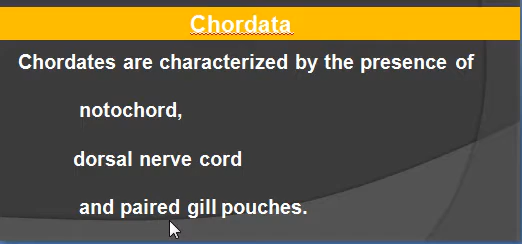 Chordata
Chordates are characterized by the presence of
notochord,
dorsal nerve cord
and paired gill pouches.